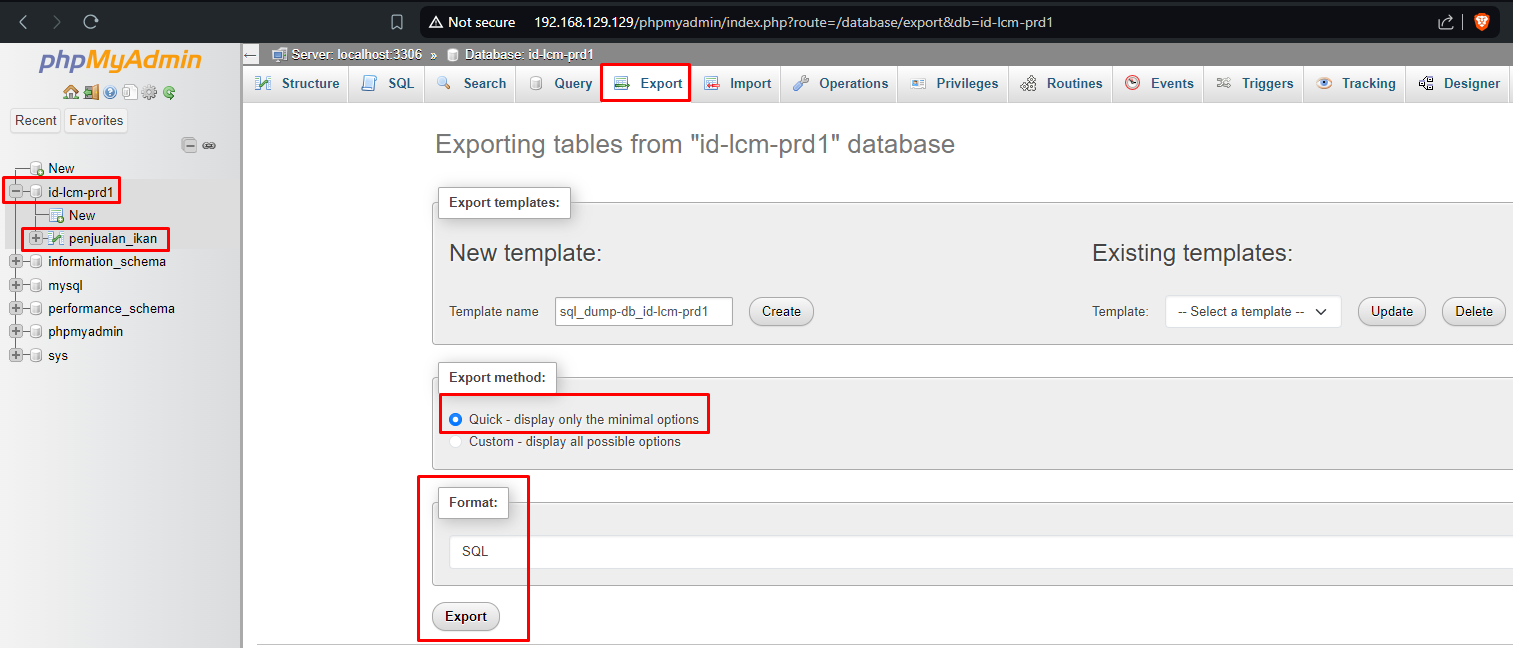 Not secure 192.168.129.129/phpmyadmin/index.php?route=/database/export&db=id-lcm-prd1
phpMyAdmin
Recent Favorites
New
id-lcm-prd1
New
penjualan_ikan
information_schema
mysql
performance_schema
phpmyadmin
sys
Server: localhost:3306 » Database: id-lcm-prd1
Structure SQL Search Query Export Import Operations Privileges Routines Events Triggers Tracking Designer
Exporting tables from "id-lcm-prd1" database
Export templates:
New template: Existing templates:
Template name sql_dump-db_id-lcm-prd1 Create Template: -- Select a template -- Update Delete
Export method:
Quick - display only the minimal options
Custom - display all possible options
Format:
SQL
Export